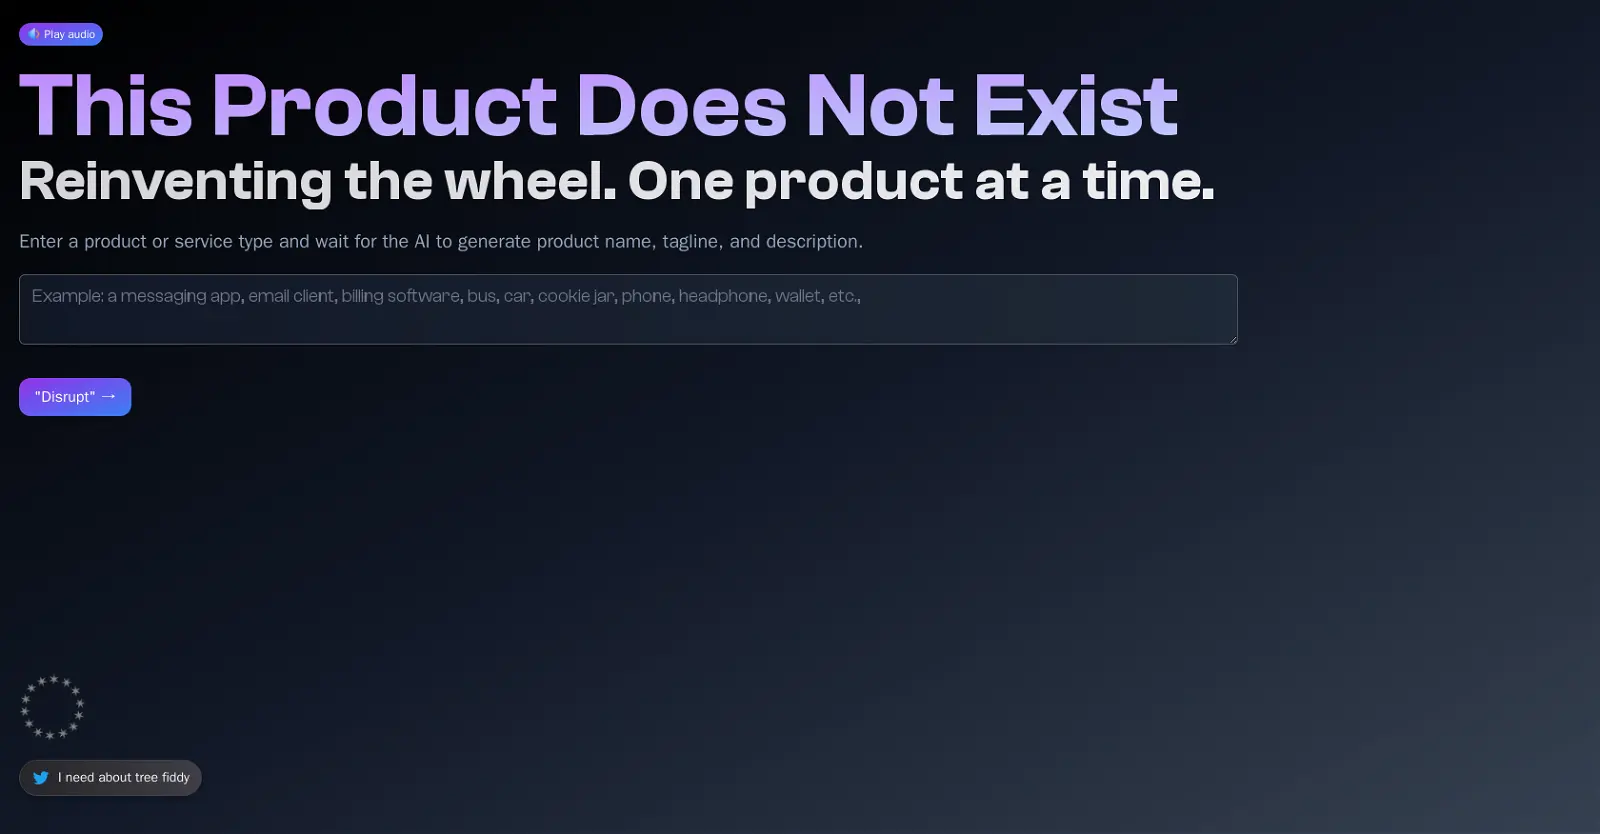 Play audio
This Product Does Not Exist
Reinventing the wheel. One product at a time.
Enter a product or service type and wait for the AI to generate product name, tagline, and description.
Example: a messaging app, email client, billing software, bus, car, cookie jar, phone, headphone, wallet, etc.,
"Disrupt" →
I need about tree fiddy